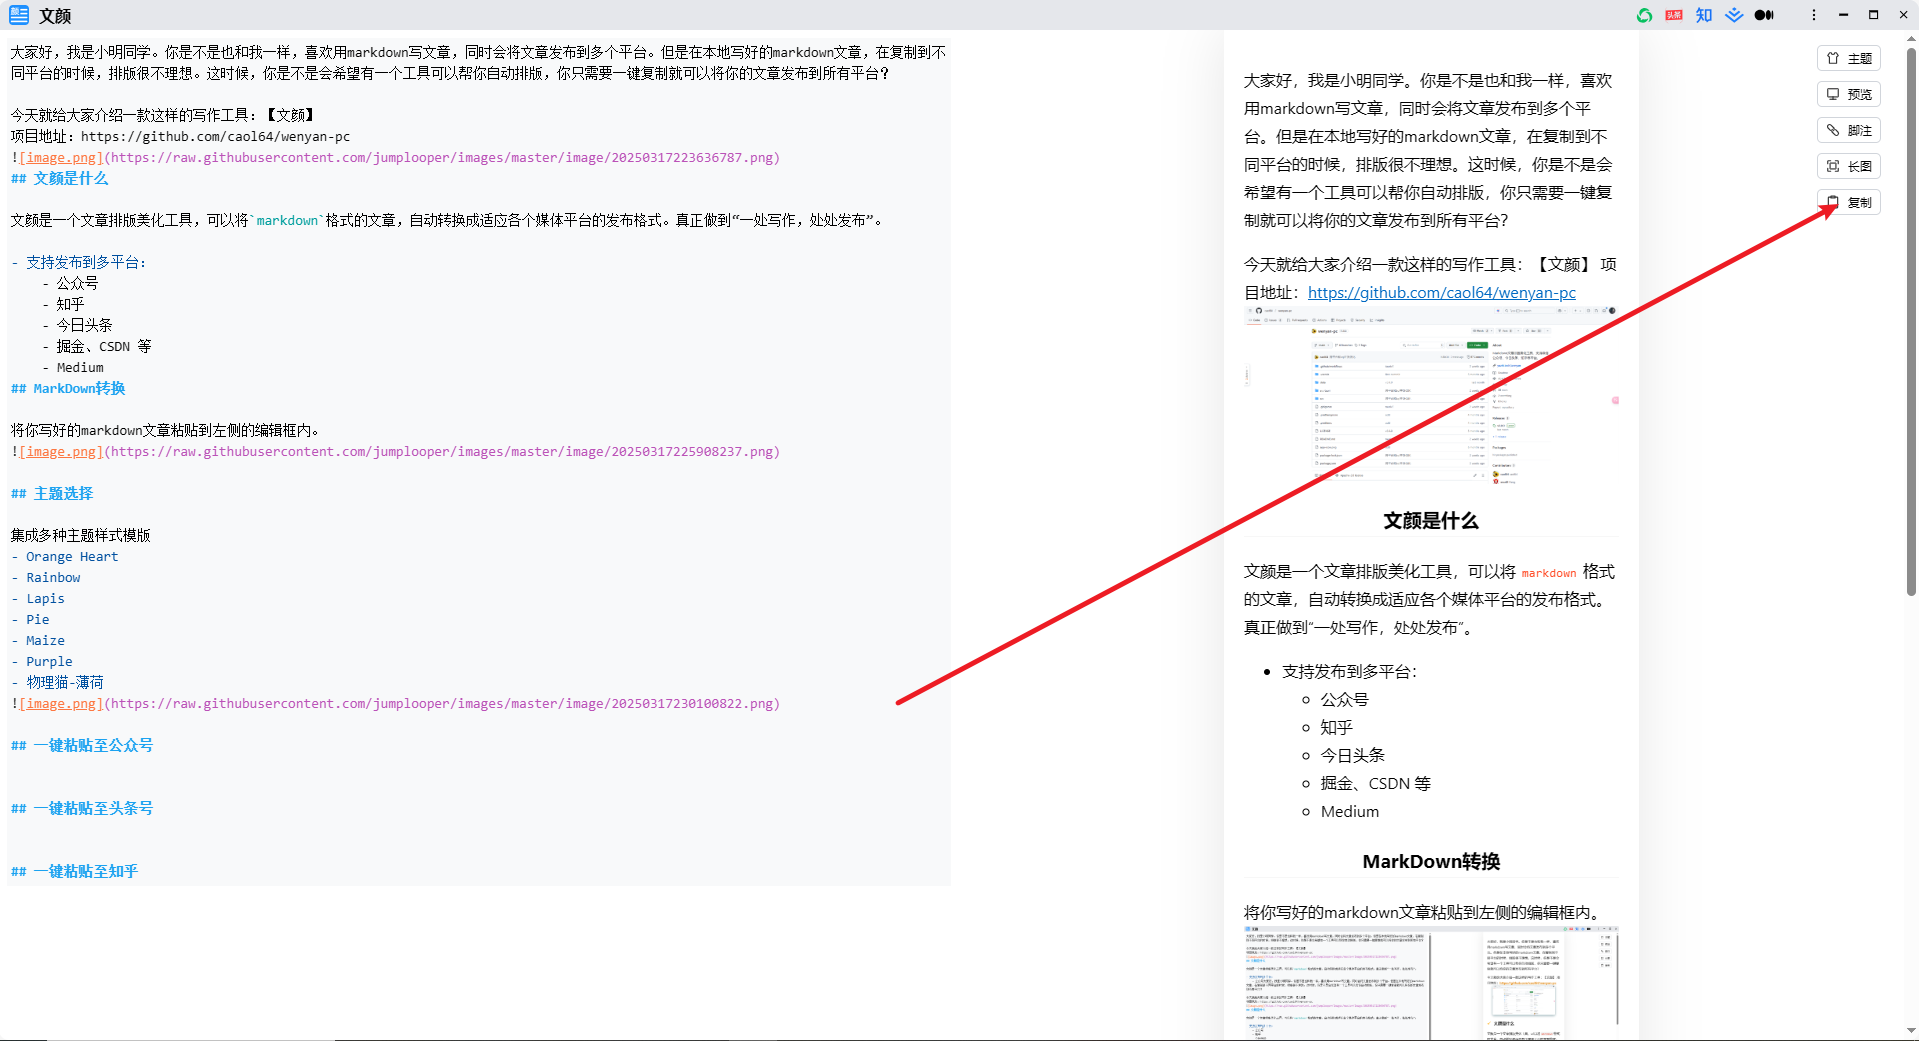 文颜
头条
知
大家好，我是小明同学。你是不是也和我一样，喜欢用markdown写文章，同时会将文章发布到多个平台。但是在本地写好的markdown文章，在复制到不
同平台的时候，排版很不理想。这时候，你是不是会希望有一个工具可以帮你自动排版，你只需要一键复制就可以将你的文章发布到所有平台？
今天就给大家介绍一款这样的写作工具：【文颜】
项目地址：https://github.com/caol64/wenyan-pc
![image.png](https://raw.githubusercontent.com/jumplooper/images/master/image/20250317223636787.png)
## 文颜是什么
文颜是一个文章排版美化工具，可以将`markdown`格式的文章，自动转换成适应各个媒体平台的发布格式。真正做到“一处写作，处处发布”。
- 支持发布到多平台：
- 公众号
- 知乎
- 今日头条
- 掘金、CSDN 等
- Medium
## MarkDown转换
将你写好的markdown文章粘贴到左侧的编辑框内。
![image.png](https://raw.githubusercontent.com/jumplooper/images/master/image/20250317225908237.png)
## 主题选择
集成多种主题样式模版
- Orange Heart
- Rainbow
- Lapis
- Pie
- Maize
- Purple
- 物理猫-薄荷
![image.png](https://raw.githubusercontent.com/jumplooper/images/master/image/20250317230100822.png)
## 一键粘贴至公众号
## 一键粘贴至头条号
## 一键粘贴至知乎
大家好，我是小明同学。你是不是也和我一样，喜欢
用markdown写文章，同时会将文章发布到多个平
台。但是在本地写好的markdown文章，在复制到不
同平台的时候，排版很不理想。这时候，你是不是会
希望有一个工具可以帮你自动排版，你只需要一键复
制就可以将你的文章发布到所有平台？
今天就给大家介绍一款这样的写作工具：【文颜】 项
目地址：https://github.com/caol64/wenyan-pc
文颜是什么
文颜是一个文章排版美化工具，可以将 markdown 格式
的文章，自动转换成适应各个媒体平台的发布格式。
真正做到“一处写作，处处发布”。
支持发布到多平台：
公众号
知乎
今日头条
掘金、CSDN 等
Medium
MarkDown转换
将你写好的markdown文章粘贴到左侧的编辑框内。
主题
预览
脚注
长图
复制